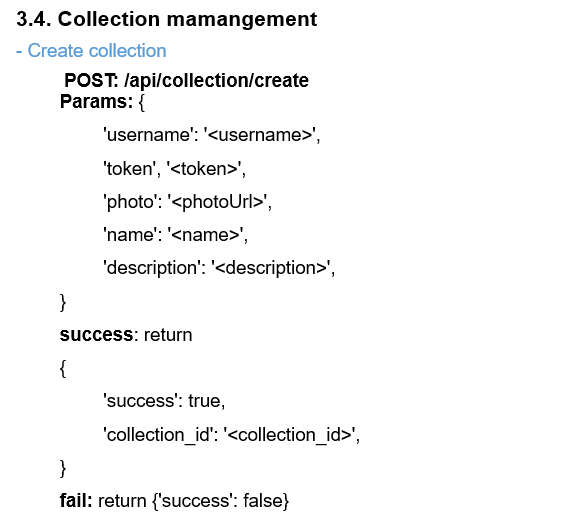 3.4. Collection mamangement
- Create collection
POST: /api/collection/create
Params: {
'username': '<username>',
'token', '<token>',
'photo': '<photoUrl>',
'name': '<name>',
'description': '<description>',
}
success: return
{
'success': true,
'collection_id': '<collection_id>',
}
fail: return {'success': false}